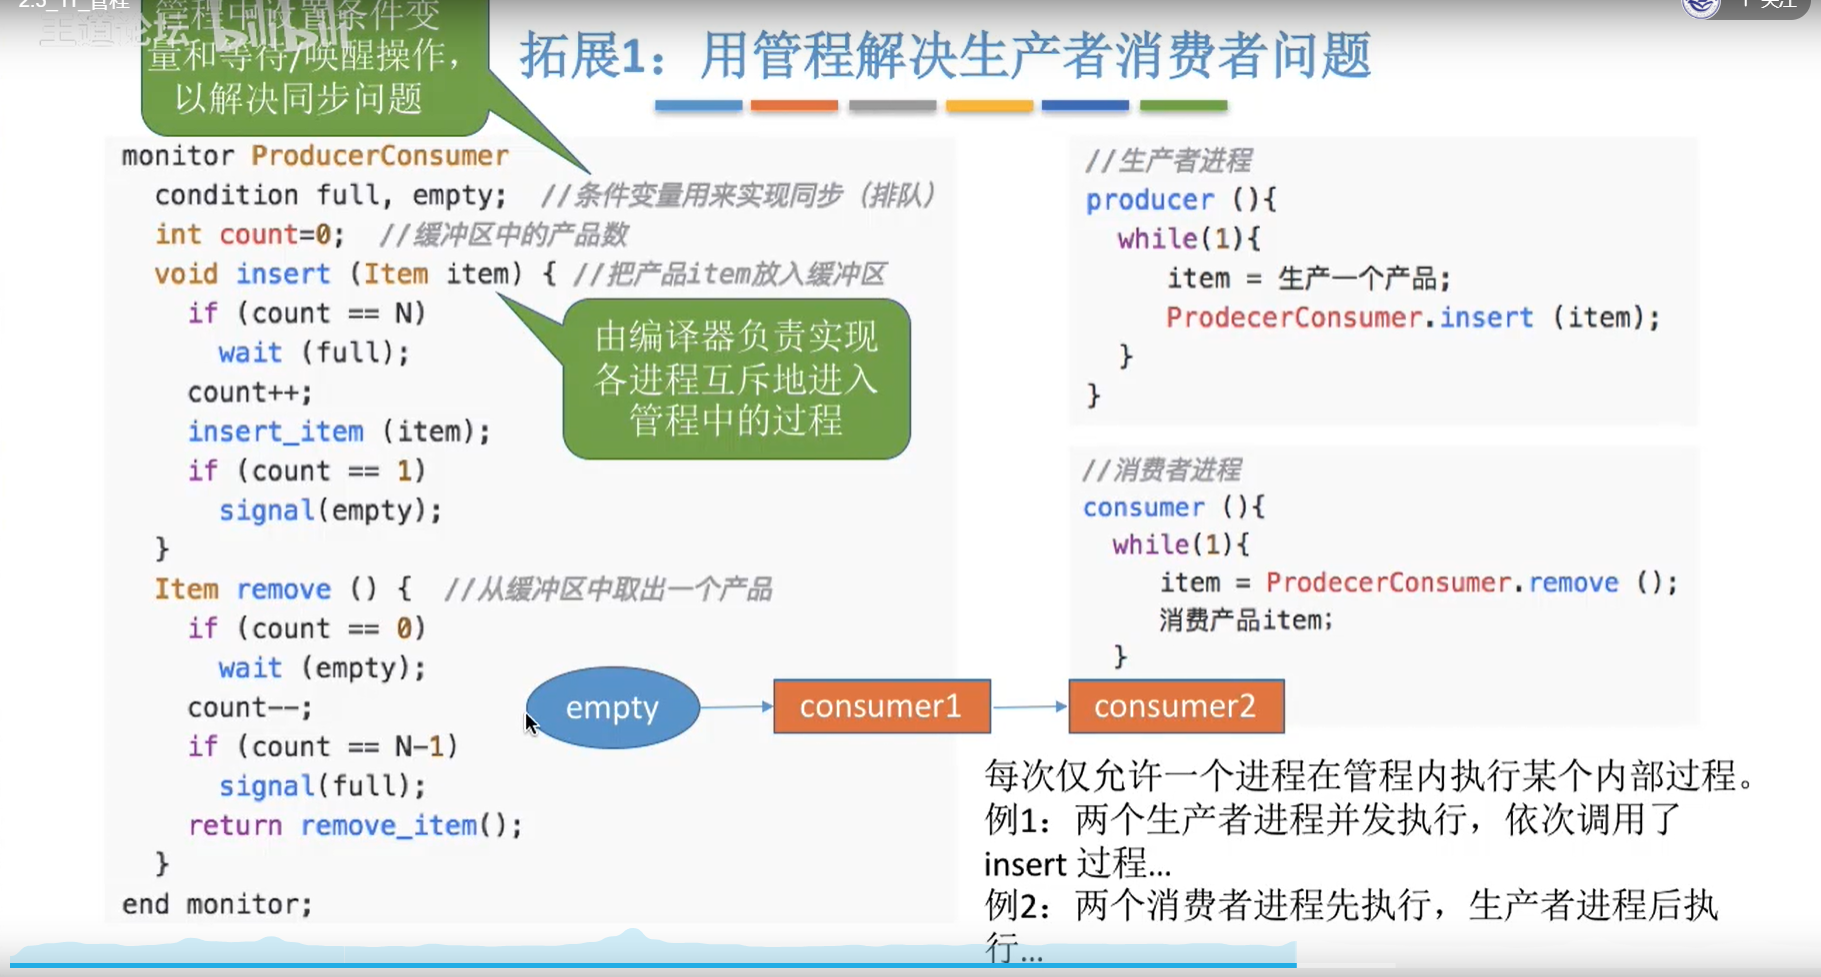 2.3_11_管程
王道论坛 bilibili
管程中设置条件变
量和等待/唤醒操作，
以解决同步问题
拓展1：用管程解决生产者消费者问题
monitor ProducerConsumer
condition full, empty; //条件变量用来实现同步（排队）
int count=0; //缓冲区中的产品数
void insert (Item item) { //把产品item放入缓冲区
if (count == N)
wait (full);
count++;
insert_item (item);
if (count == 1)
signal(empty);
}
Item remove () { //从缓冲区中取出一个产品
if (count == 0)
wait (empty);
count--;
if (count == N-1)
signal(full);
return remove_item();
}
end monitor;
由编译器负责实现
各进程互斥地进入
管程中的过程
//生产者进程
producer (){
while(1){
item = 生产一个产品;
ProdecerConsumer.insert (item);
}
}
//消费者进程
consumer (){
while(1){
item = ProdecerConsumer.remove ();
消费产品item;
}
empty
consumer1
consumer2
每次仅允许一个进程在管程内执行某个内部过程。
例1：两个生产者进程并发执行，依次调用了
insert 过程...
例2：两个消费者进程先执行，生产者进程后执
行...